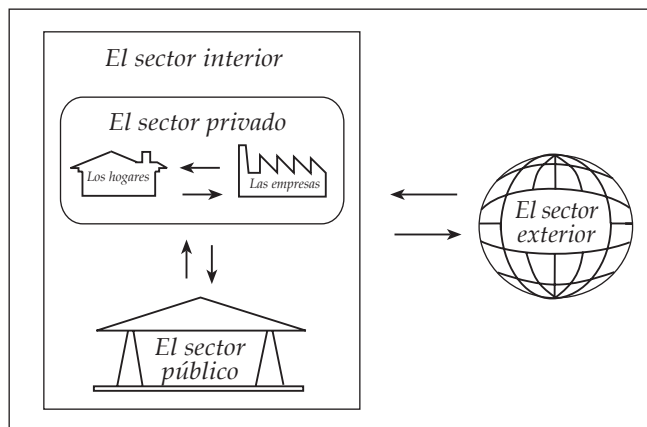 El sector interior
El sector privado
Los hogares
Las empresas
El sector
exterior
El sector
público